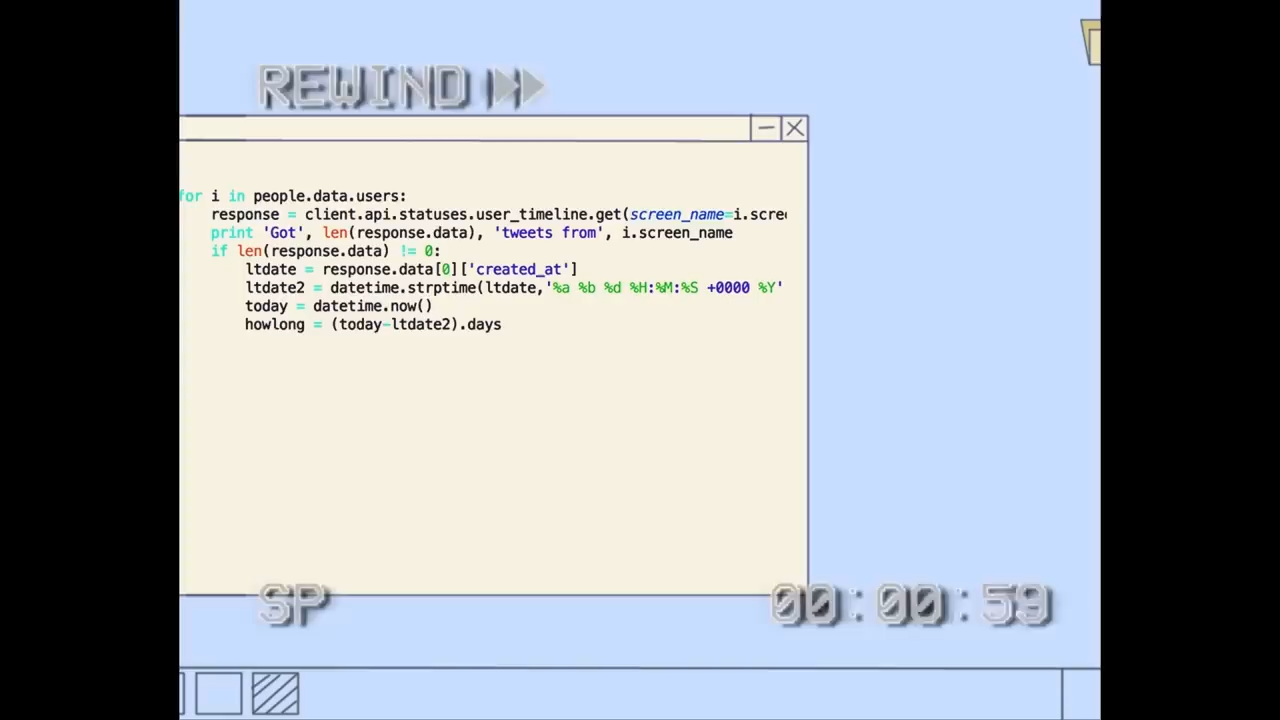 REWIND
for i in people.data.users:
response = client.api.statuses.user_timeline.get(screen_name=i.scre
print 'Got', len(response.data), 'tweets from', i.screen_name
if len(response.data) != 0:
ltdate = response.data[0]['created_at']
ltdate2 = datetime.strptime(ltdate,'%a %b %d %H:%M:%S +0000 %Y'
today = datetime.now()
howlong = (today-ltdate2).days
SP
00:00:59